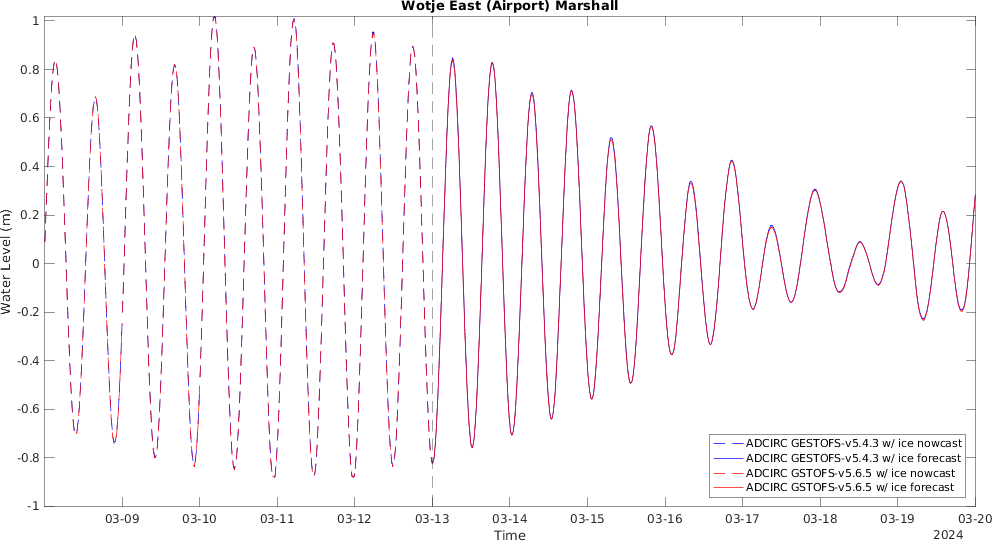 Wotje East (Airport) Marshall
1
0.8
0.6
0.4
0.2
0
-0.2
-0.4
-0.6
-0.8
-1
Water Level (m)
ADCIRC GESTOFS-v5.4.3 w/ ice nowcast
ADCIRC GESTOFS-v5.4.3 w/ ice forecast
ADCIRC GSTOFS-v5.6.5 w/ ice nowcast
ADCIRC GSTOFS-v5.6.5 w/ ice forecast
03-09 03-10 03-11 03-12 03-13 03-14 03-15 03-16 03-17 03-18 03-19 03-20
Time
2024